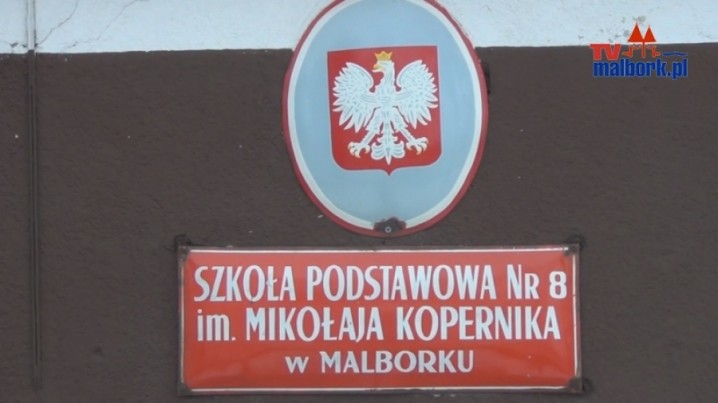 TV
malbork.pl
SZKOŁA PODSTAWOWA NR 8
im. MIKOŁAJA KOPERNIKA
W MALBORKU